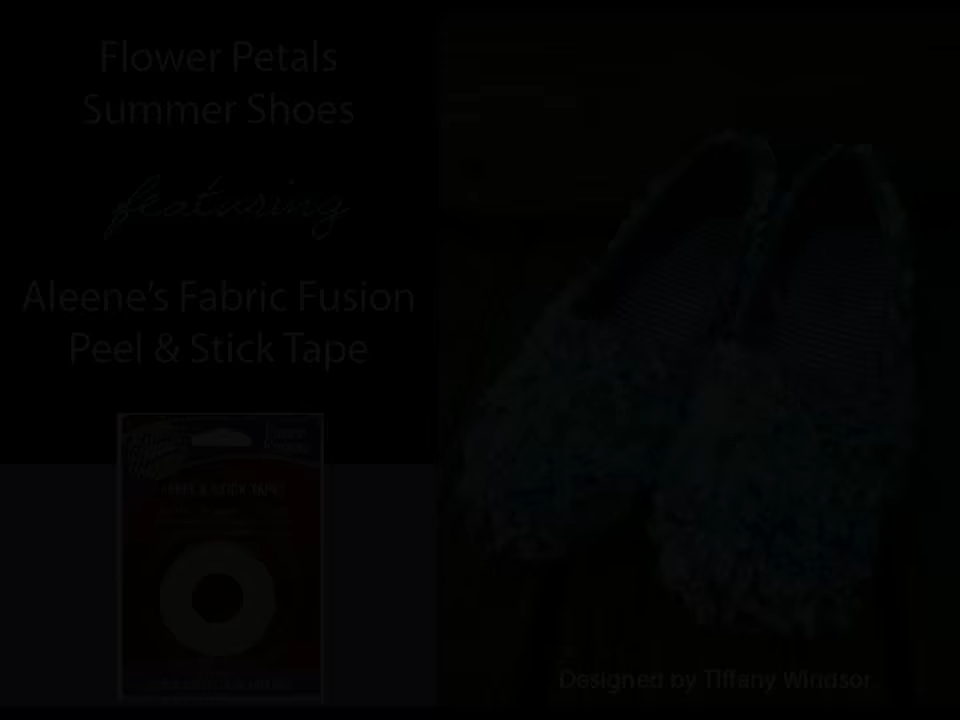 Flower Petals
Summer Shoes
featuring
Aleene's Fabric Fusion
Peel & Stick Tape
PEEL & STICK TAPE
Designed by Tiffany Windsor